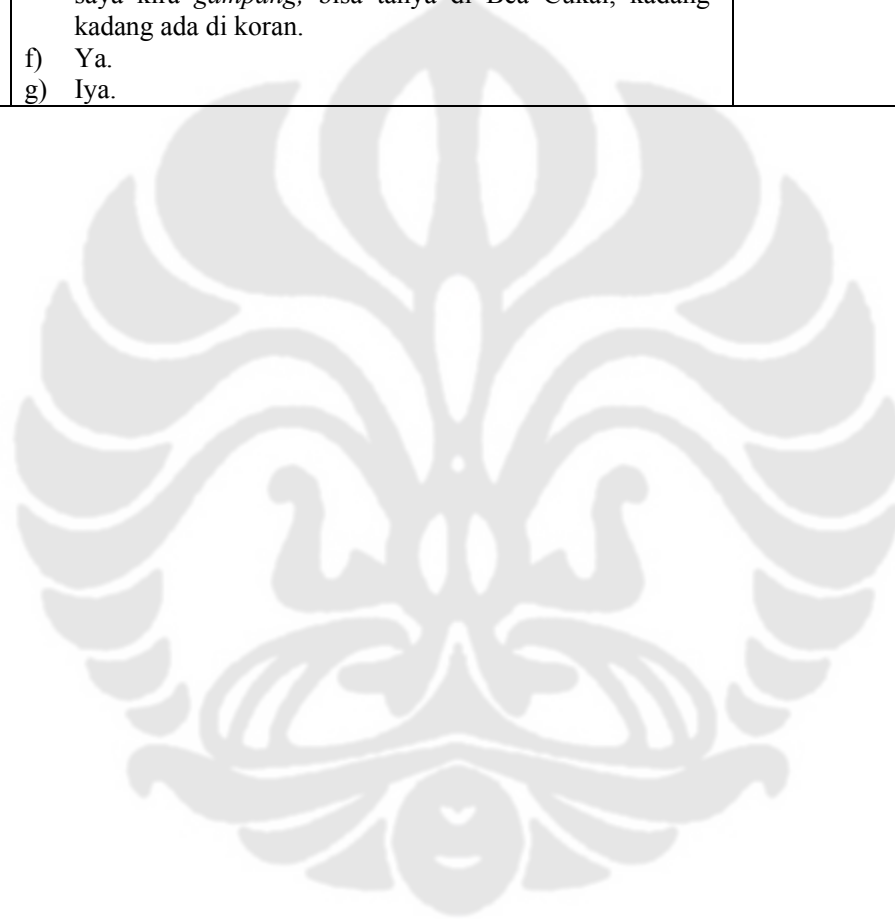 saya kira gampang, bisa tanya di Bea Cukai, kadang
kadang ada di koran.
f) Ya.
g) Iya.